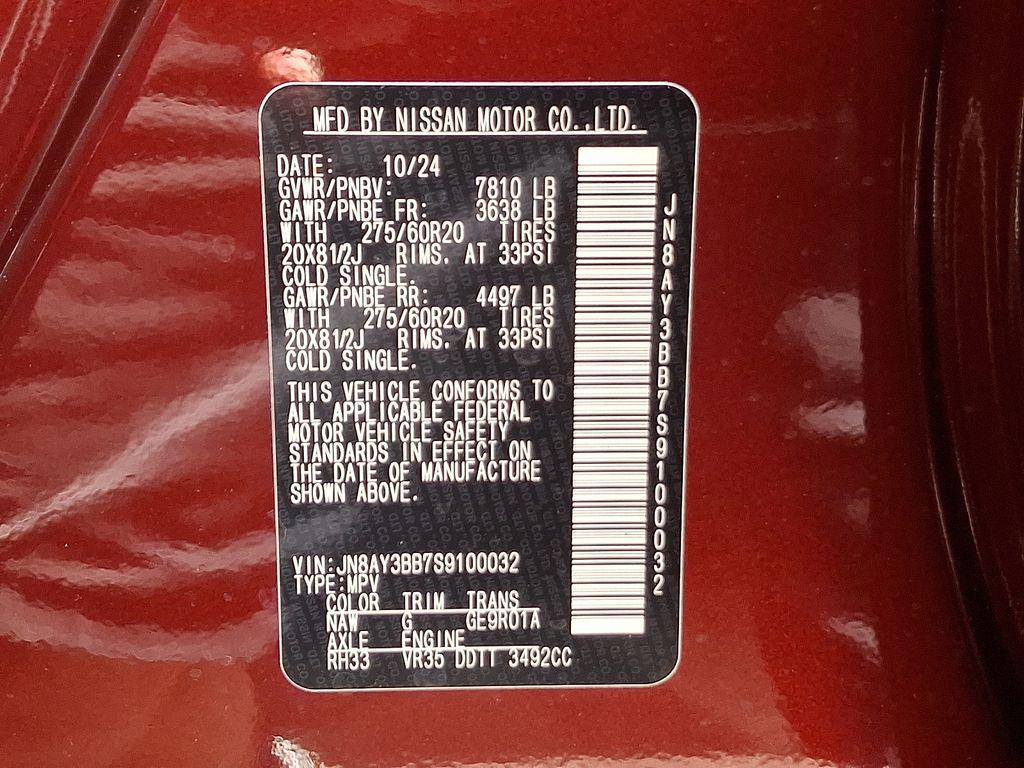 MFD BY NISSAN MOTOR CO.,LTD.
DATE: 10/24
GVWR/PNBV: 7810 LB
GAWR/PNBE FR: 3638 LB
WITH 275/60R20 TIRES
20X81/2J RIMS. AT 33PSI
COLD SINGLE.
GAWR/PNBE RR: 4497 LB
WITH 275/60R20 TIRES
20X81/2J RIMS. AT 33PSI
COLD SINGLE.
THIS VEHICLE CONFORMS TO
ALL APPLICABLE FEDERAL
MOTOR VEHICLE SAFETY
STANDARDS IN EFFECT ON
THE DATE OF MANUFACTURE
SHOWN ABOVE.
VIN:JN8AY3BB7S9100032
TYPE:MPV
COLOR TRIM TRANS
NAW G GE9R01A
AXLE ENGINE
RH33 VR35 DDTT 3492CC
JN8AY3BB7S9100032